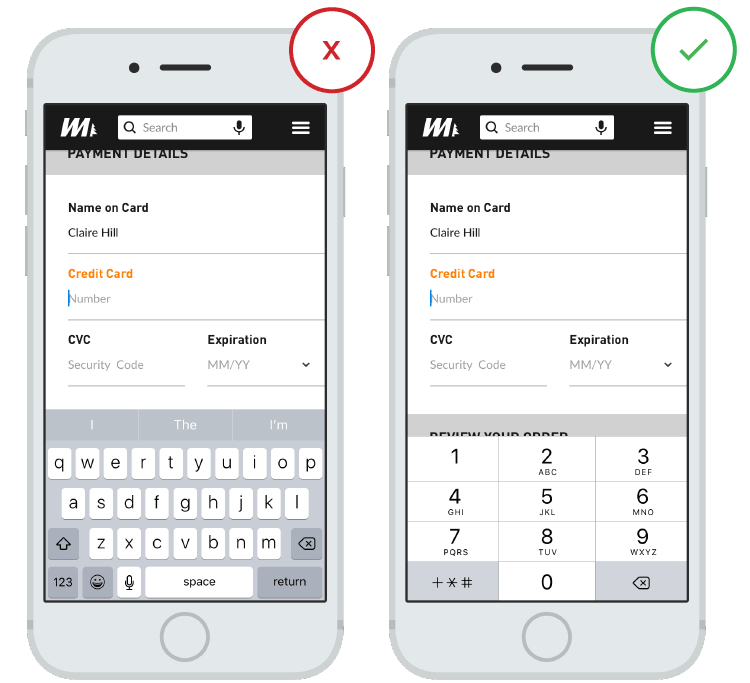 X
Search
PAYMENT DETAILS
Name on Card
Claire Hill
Credit Card
Number
CVC Expiration
Security Code MM/YY
I The I'm
q w e r t y u i o p
a s d f g h j k l
z x c v b n m
123 space return
Search
PAYMENT DETAILS
Name on Card
Claire Hill
Credit Card
Number
CVC Expiration
Security Code MM/YY
REVIEW YOUR ORDER
1 2 3
ABC DEF
4 5 6
GHI JKL MNO
7 8 9
PQRS TUV WXYZ
+*# 0